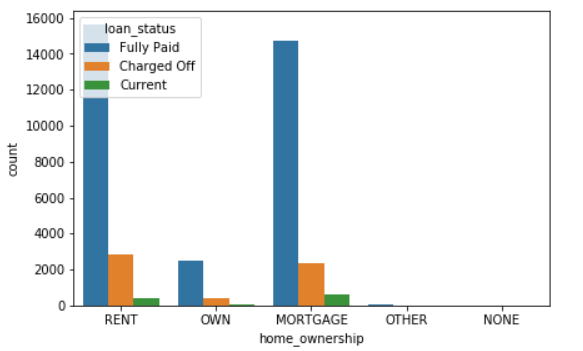 16000
14000
12000
10000
8000
6000
4000
2000
0
count
loan_status
Fully Paid
Charged Off
Current
RENT OWN MORTGAGE OTHER NONE
home_ownership